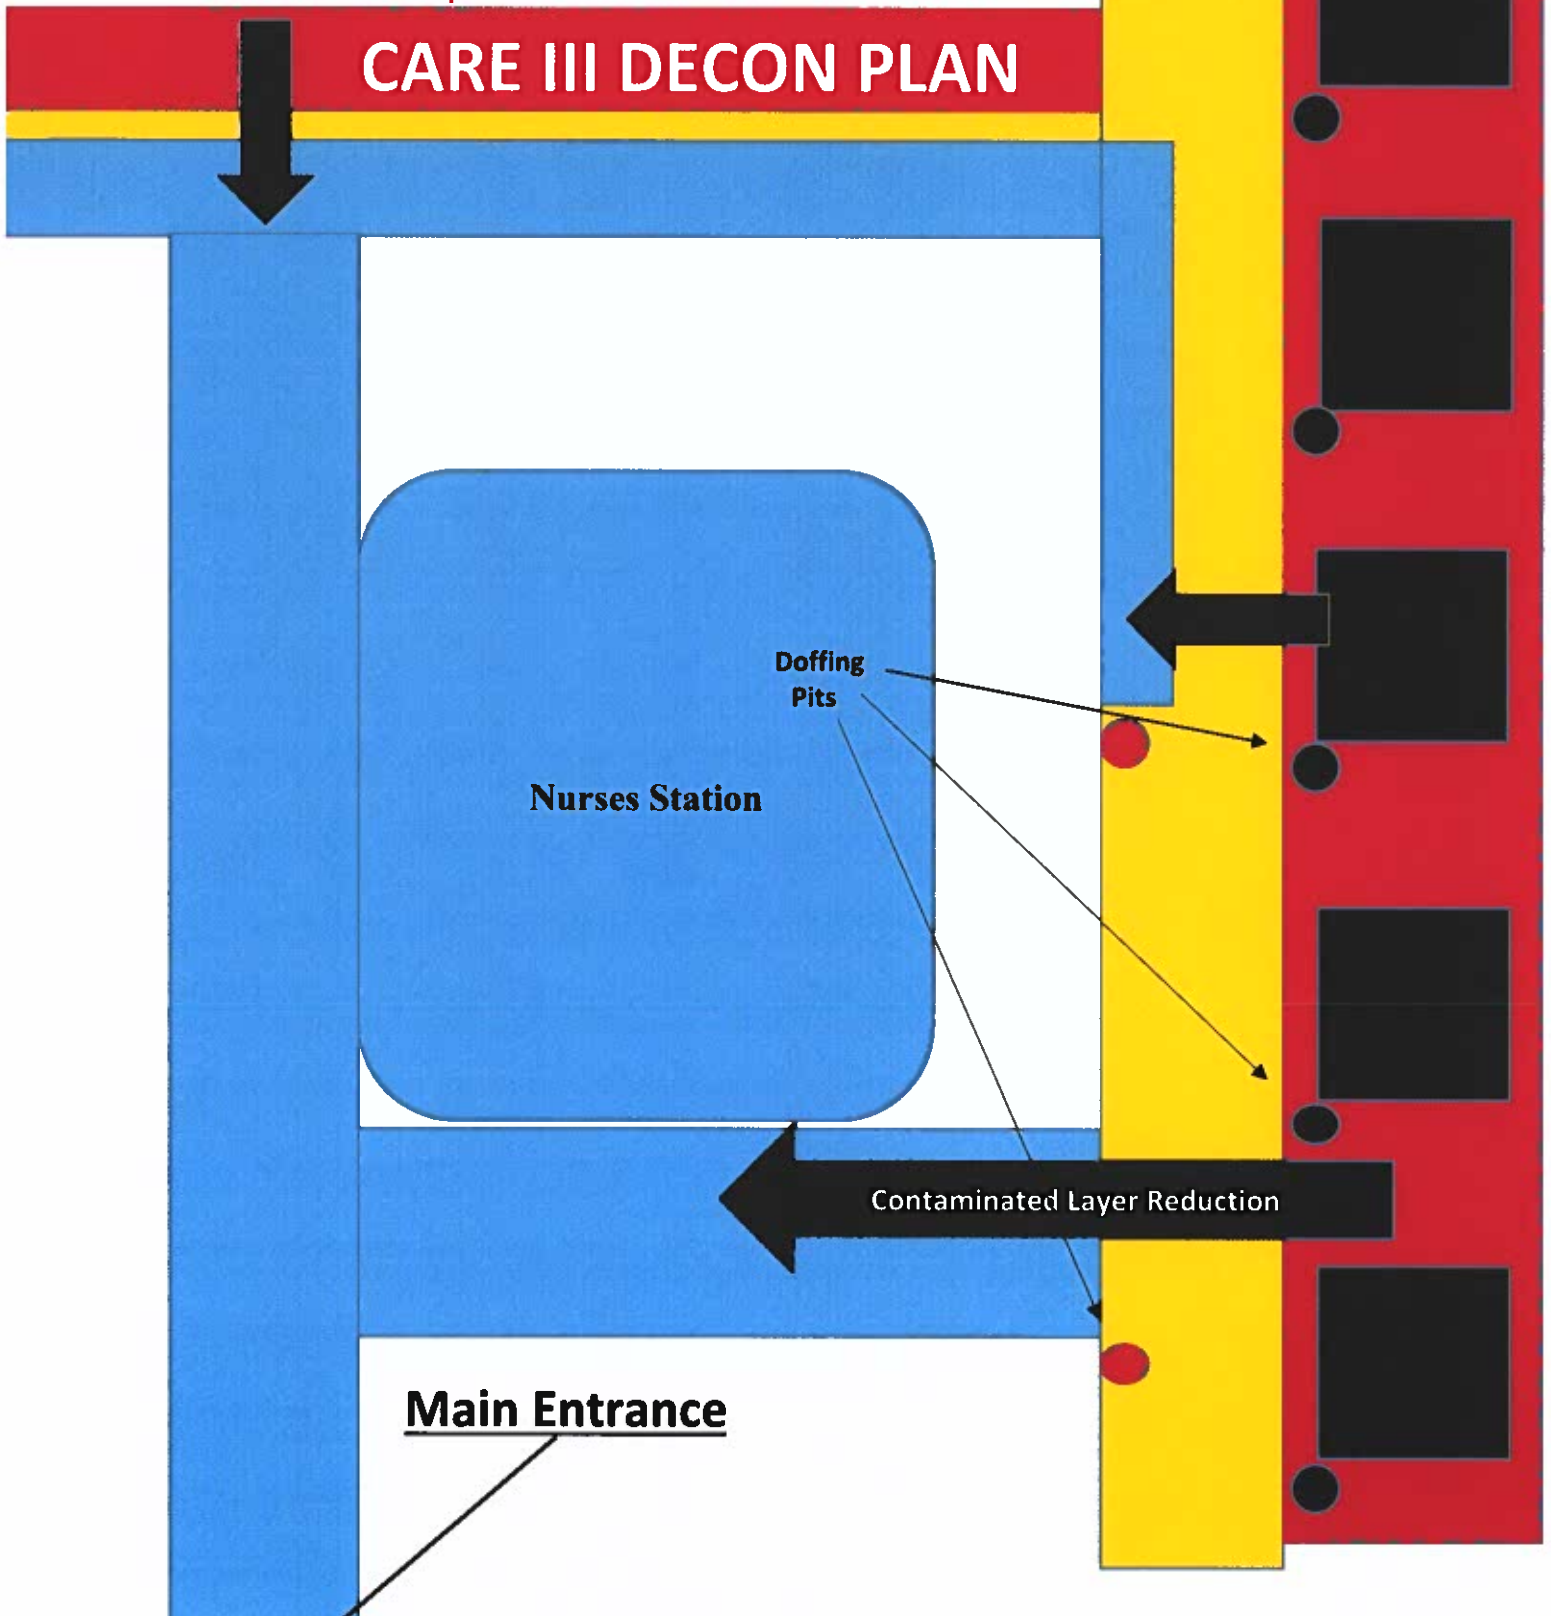 CARE III DECON PLAN
Doffing
Pits
Nurses Station
Contaminated Layer Reduction
Main Entrance